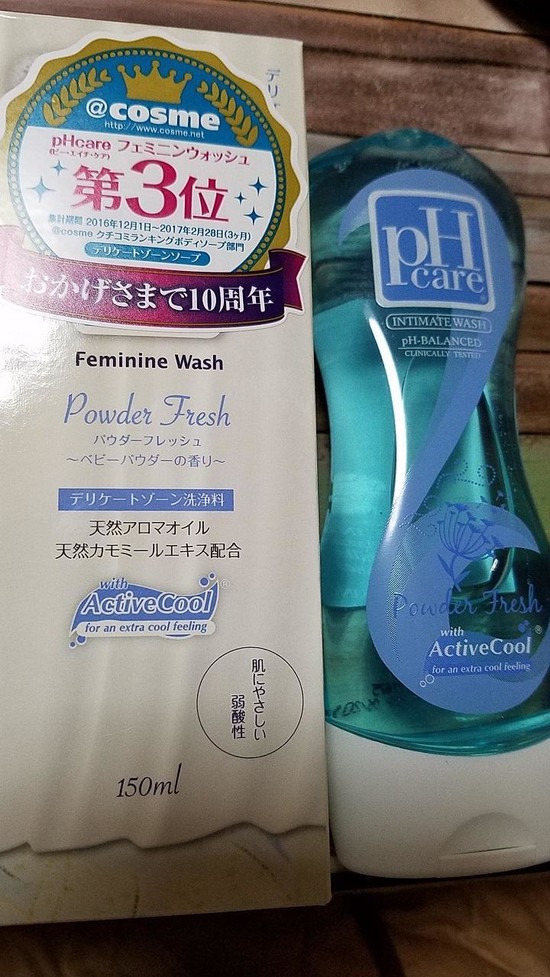 デリ
@cosme
http://www.cosme.net
pHcare フェミニンウォッシュ
(ピー・エイチ・ケア)
第3位
集計期間 2016年12月1日〜2017年2月28日(3ヶ月)
@cosme クチコミランキングボディソープ部門
デリケートゾーンソープ
おかげさまで10周年
Feminine Wash
Powder Fresh
パウダーフレッシュ
〜ベビーパウダーの香り〜
デリケートゾーン洗浄料
天然アロマオイル
天然カモミールエキス配合
with
ActiveCool®
for an extra cool feeling
肌にやさしい
弱酸性
150ml
pH
care®
INTIMATE WASH
pH-BALANCED
CLINICALLY TESTED
Powder Fresh
with
ActiveCool®
for an extra cool feeling